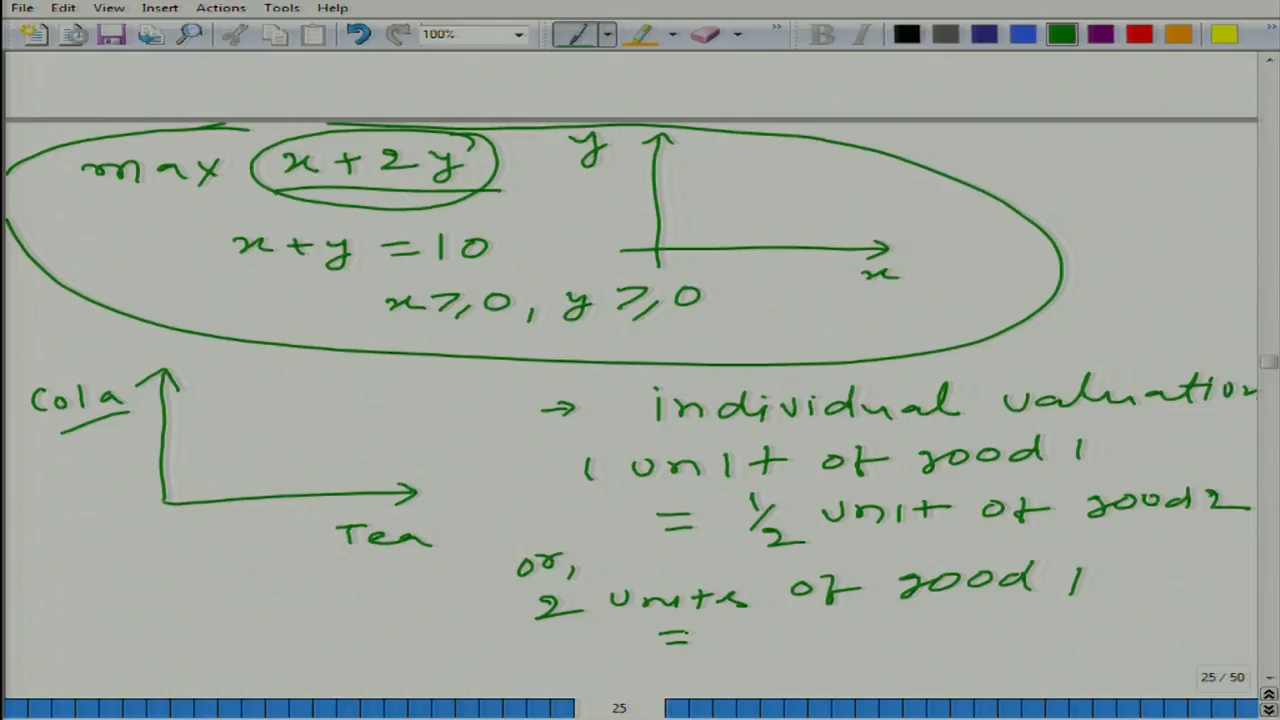 File Edit View Insert Actions Tools Help
100%
max x + 2y
y
x + y = 10
x
x ≥ 0, y ≥ 0
Cola
Tea
→ individual valuation
1 unit of good 1
= 1/2 unit of good 2
or,
2 units of good 1
=
25 / 50
25